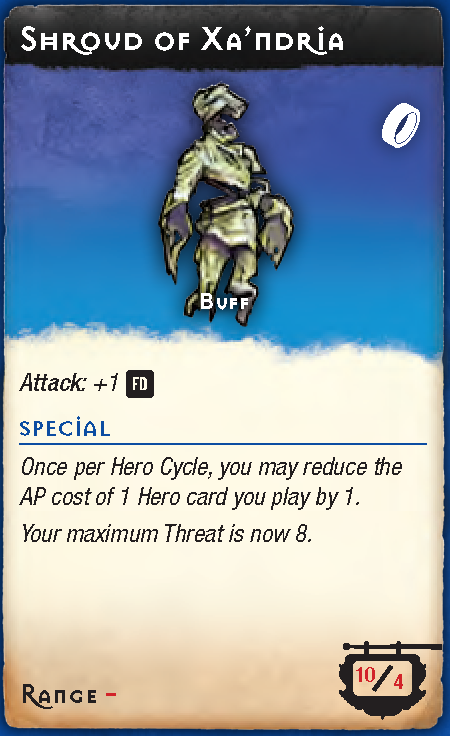 Shroud of Xa'ndria
Buff
Attack: +1 FD
SPECIAL
Once per Hero Cycle, you may reduce the
AP cost of 1 Hero card you play by 1.
Your maximum Threat is now 8.
Range -
10/4